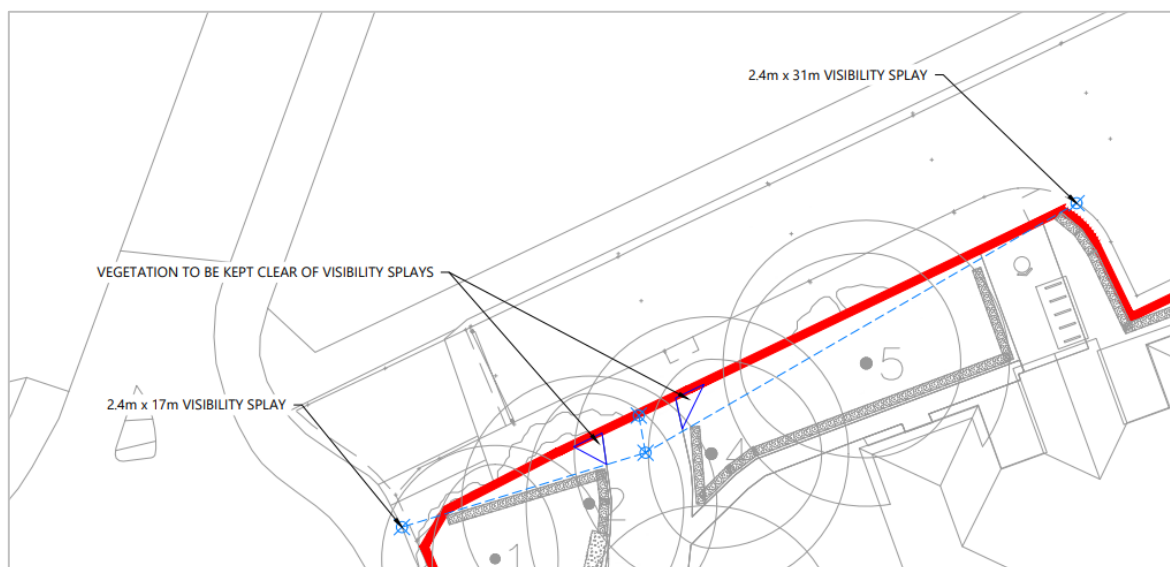 2.4m x 31m VISIBILITY SPLAY
VEGETATION TO BE KEPT CLEAR OF VISIBILITY SPLAYS
2.4m x 17m VISIBILITY SPLAY
5
4
2
1